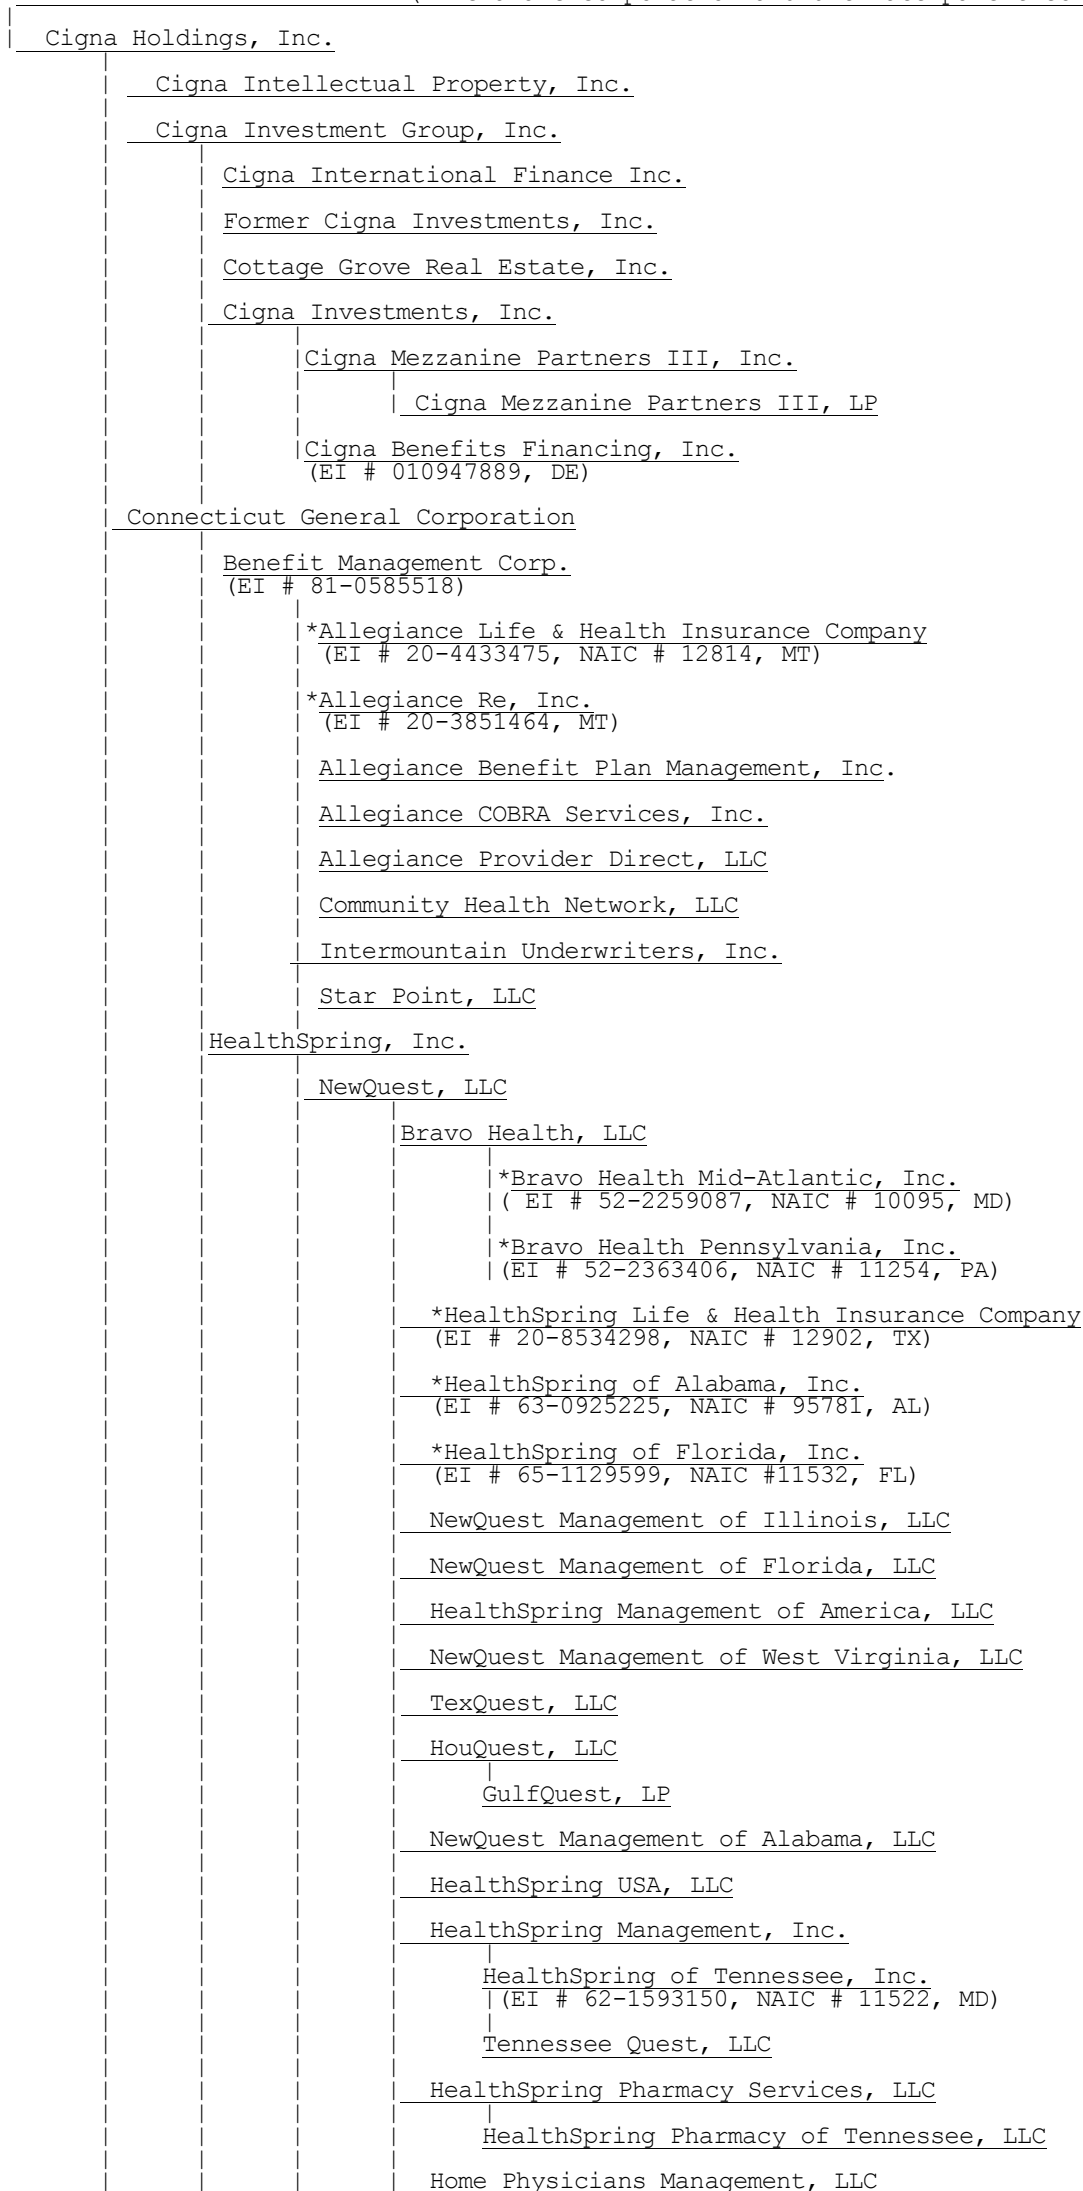 Cigna Holdings, Inc.
Cigna Intellectual Property, Inc.
Cigna Investment Group, Inc.
Cigna International Finance Inc.
Former Cigna Investments, Inc.
Cottage Grove Real Estate, Inc.
Cigna Investments, Inc.
Cigna Mezzanine Partners III, Inc.
Cigna Mezzanine Partners III, LP
Cigna Benefits Financing, Inc.
(EI # 010947889, DE)
Connecticut General Corporation
Benefit Management Corp.
(EI # 81-0585518)
*Allegiance Life & Health Insurance Company
(EI # 20-4433475, NAIC # 12814, MT)
*Allegiance Re, Inc.
(EI # 20-3851464, MT)
Allegiance Benefit Plan Management, Inc.
Allegiance COBRA Services, Inc.
Allegiance Provider Direct, LLC
Community Health Network, LLC
Intermountain Underwriters, Inc.
Star Point, LLC
HealthSpring, Inc.
NewQuest, LLC
Bravo Health, LLC
*Bravo Health Mid-Atlantic, Inc.
( EI # 52-2259087, NAIC # 10095, MD)
*Bravo Health Pennsylvania, Inc.
(EI # 52-2363406, NAIC # 11254, PA)
*HealthSpring Life & Health Insurance Company
(EI # 20-8534298, NAIC # 12902, TX)
*HealthSpring of Alabama, Inc.
(EI # 63-0925225, NAIC # 95781, AL)
*HealthSpring of Florida, Inc.
(EI # 65-1129599, NAIC #11532, FL)
NewQuest Management of Illinois, LLC
NewQuest Management of Florida, LLC
HealthSpring Management of America, LLC
NewQuest Management of West Virginia, LLC
TexQuest, LLC
HouQuest, LLC
GulfQuest, LP
NewQuest Management of Alabama, LLC
HealthSpring USA, LLC
HealthSpring Management, Inc.
HealthSpring of Tennessee, Inc.
(EI # 62-1593150, NAIC # 11522, MD)
Tennessee Quest, LLC
HealthSpring Pharmacy Services, LLC
HealthSpring Pharmacy of Tennessee, LLC
Home Physicians Management, LLC